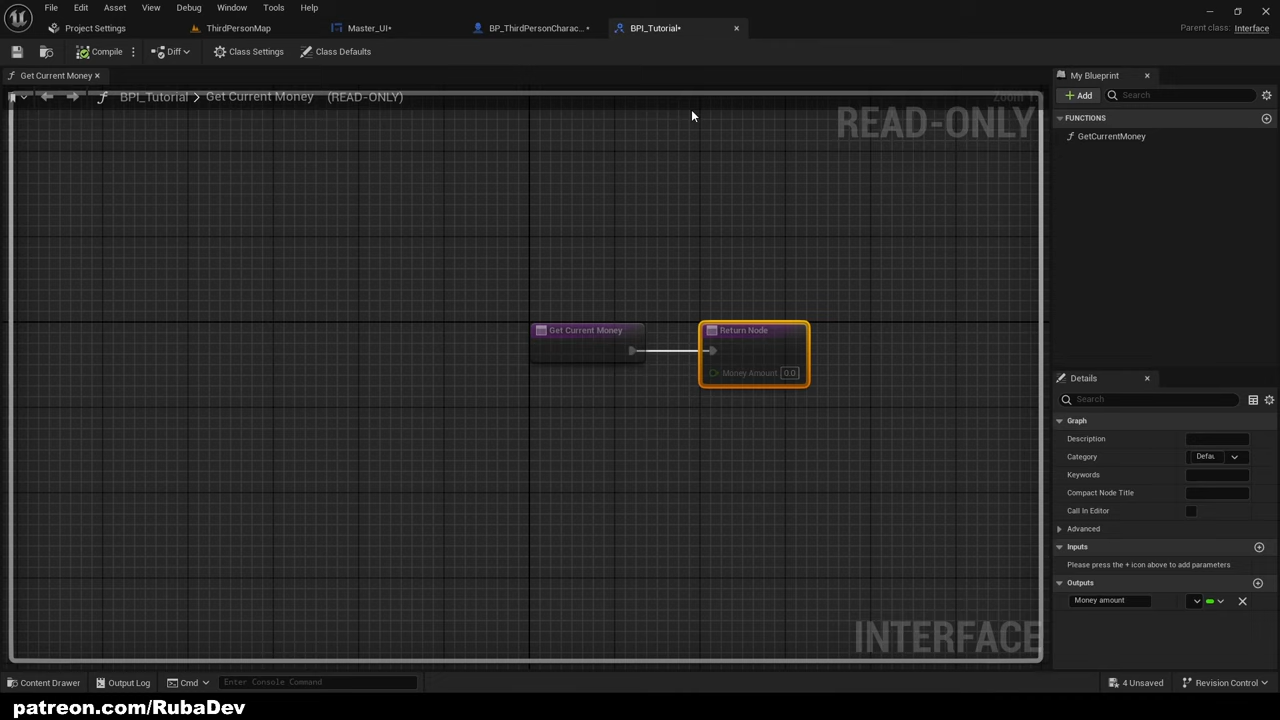 File Edit Asset View Debug Window Tools Help
Project Settings ThirdPersonMap Master_UI• BP_ThirdPersonCharac...• BPI_Tutorial• Parent class: Interface
Compile Diff Class Settings Class Defaults
Get Current Money
BPI_Tutorial > Get Current Money (READ-ONLY)
READ-ONLY
Get Current Money
Return Node
Money Amount 0.0
INTERFACE
My Blueprint
+ Add Search
FUNCTIONS
GetCurrentMoney
Details
Search
Graph
Description
Category Defau
Keywords
Compact Node Title
Call In Editor
Advanced
Inputs
Please press the + icon above to add parameters
Outputs
Money amount
Content Drawer Output Log Cmd Enter Console Command 4 Unsaved Revision Control
patreon.com/RubaDev